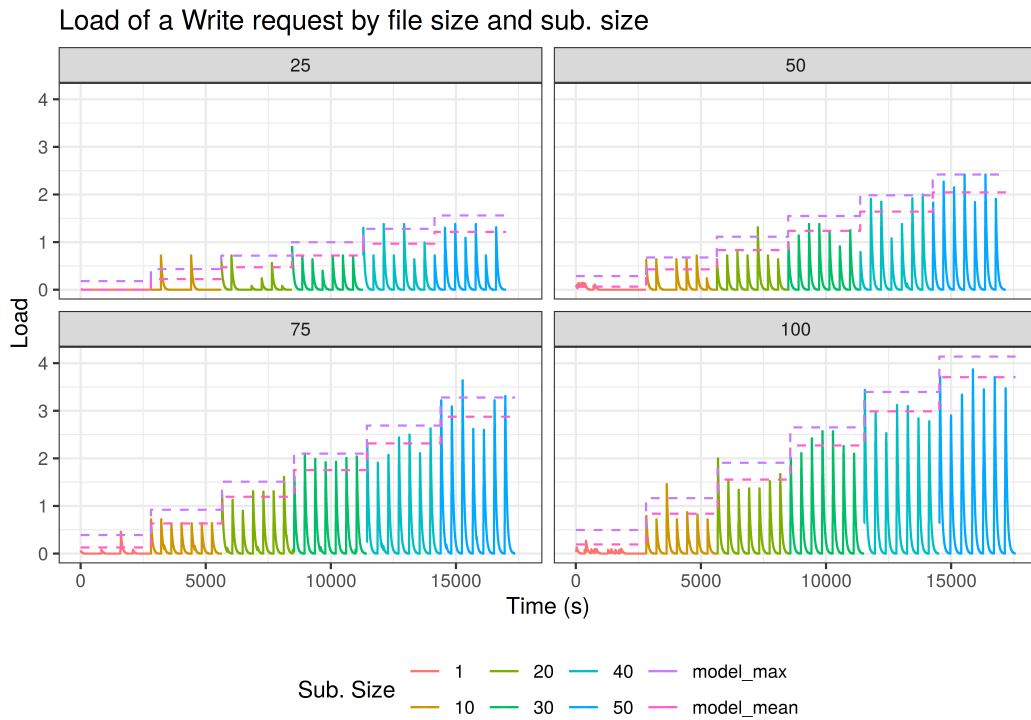 Load of a Write request by file size and sub. size
25 50
4
3
2
1
0
75 100
4
3
2
1
0
0 5000 10000 15000 0 5000 10000 15000
Load
Time (s)
Sub. Size
1 20 40 model_max
10 30 50 model_mean